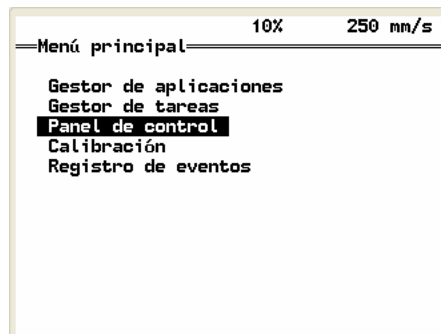 10% 250 mm/s
Menú principal
Gestor de aplicaciones
Gestor de tareas
Panel de control
Calibración
Registro de eventos